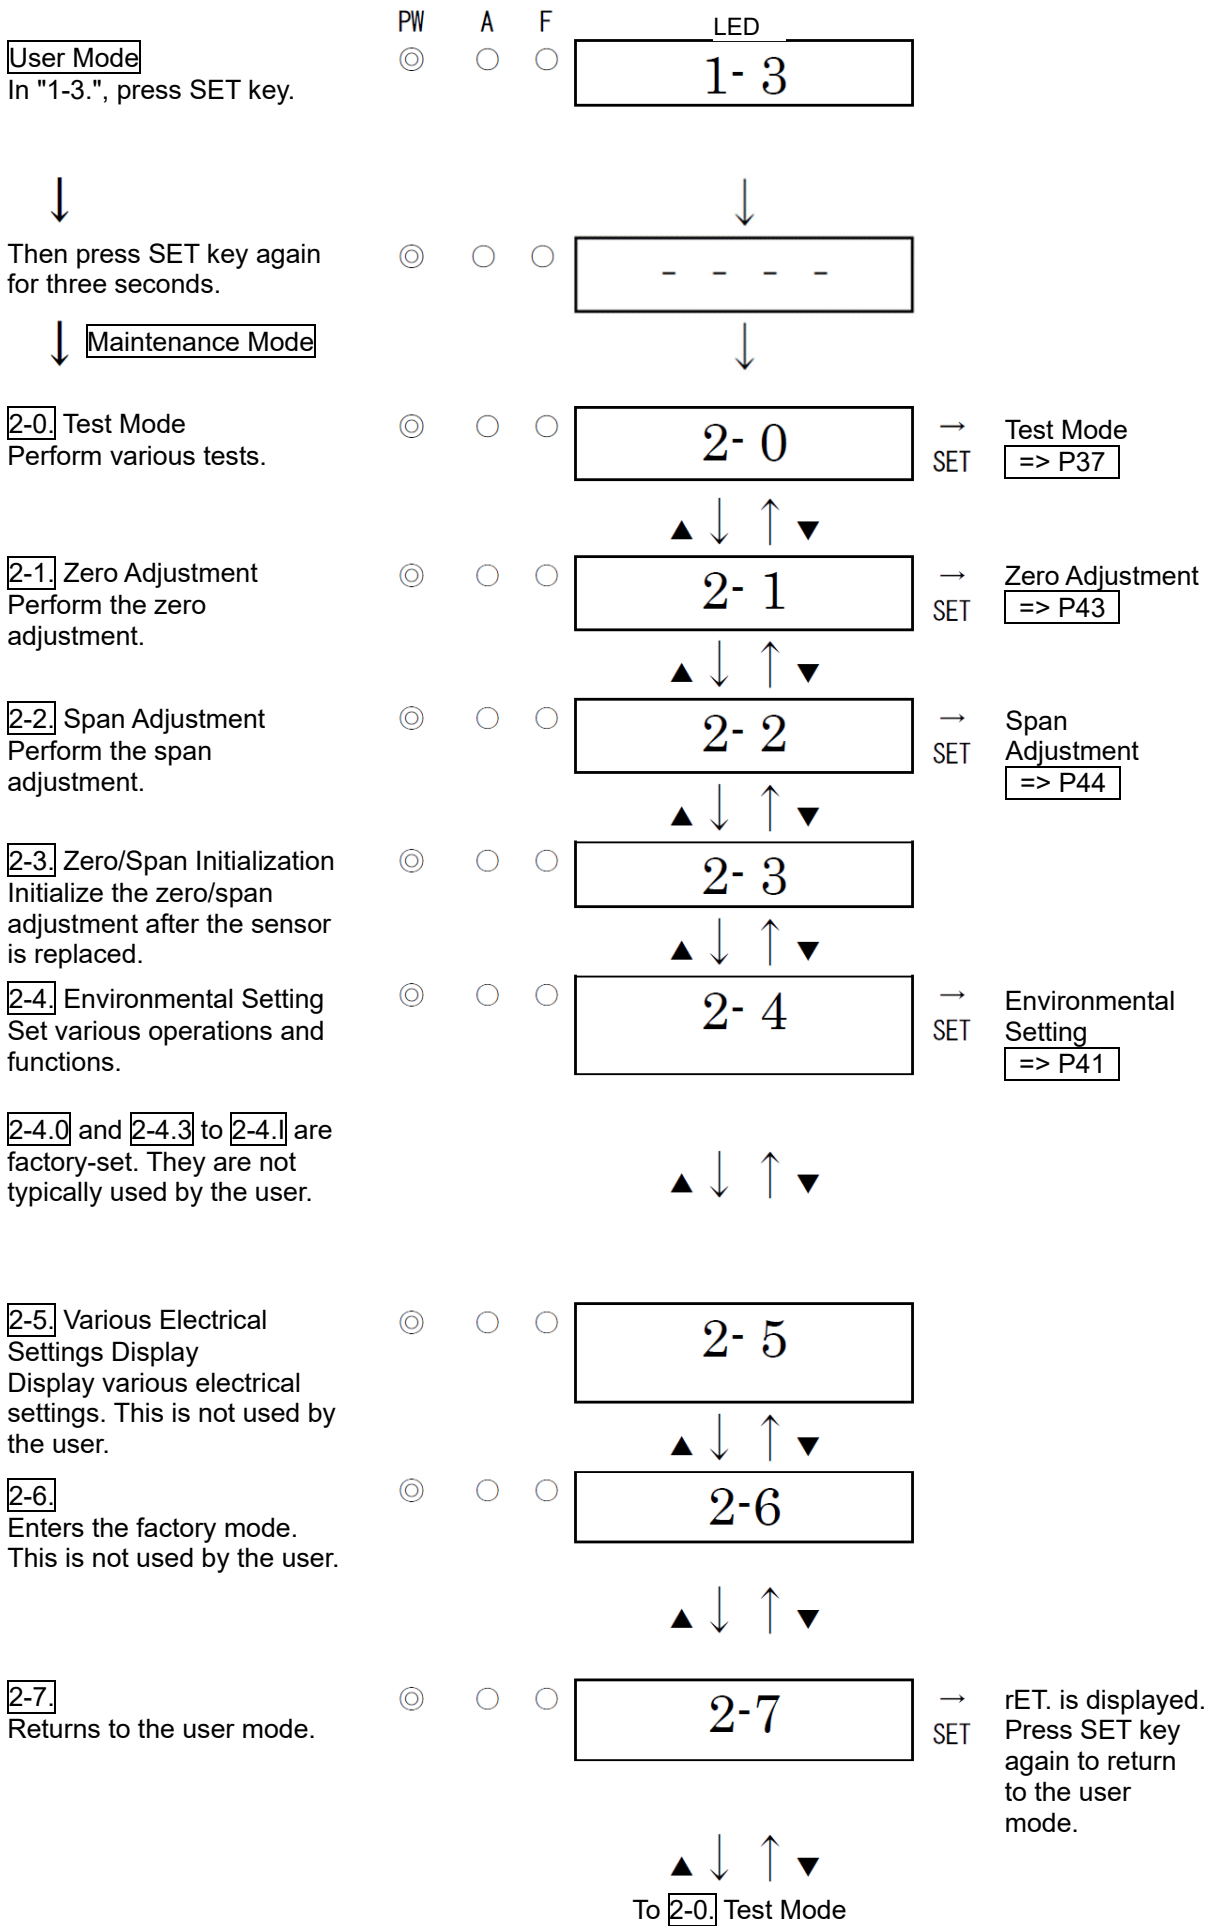 PW A F LED
User Mode
In "1-3.", press SET key.
◎ ○ ○ 1- 3
↓ ↓
Then press SET key again
for three seconds.
◎ ○ ○ - - - -
↓ Maintenance Mode ↓
2-0. Test Mode
Perform various tests.
◎ ○ ○ 2- 0 → SET
Test Mode
=> P37
▲ ↓ ↑ ▼
2-1. Zero Adjustment
Perform the zero
adjustment.
◎ ○ ○ 2- 1 → SET
Zero Adjustment
=> P43
▲ ↓ ↑ ▼
2-2. Span Adjustment
Perform the span
adjustment.
◎ ○ ○ 2- 2 → SET
Span
Adjustment
=> P44
▲ ↓ ↑ ▼
2-3. Zero/Span Initialization
Initialize the zero/span
adjustment after the sensor
is replaced.
◎ ○ ○ 2- 3
▲ ↓ ↑ ▼
2-4. Environmental Setting
Set various operations and
functions.
◎ ○ ○ 2- 4 → SET
Environmental
Setting
=> P41
2-4.0 and 2-4.3 to 2-4.I are
factory-set. They are not
typically used by the user.
▲ ↓ ↑ ▼
2-5. Various Electrical
Settings Display
Display various electrical
settings. This is not used by
the user.
◎ ○ ○ 2- 5
▲ ↓ ↑ ▼
2-6.
Enters the factory mode.
This is not used by the user.
◎ ○ ○ 2-6
▲ ↓ ↑ ▼
2-7.
Returns to the user mode.
◎ ○ ○ 2-7 → SET
rET. is displayed.
Press SET key
again to return
to the user
mode.
▲ ↓ ↑ ▼
To 2-0. Test Mode